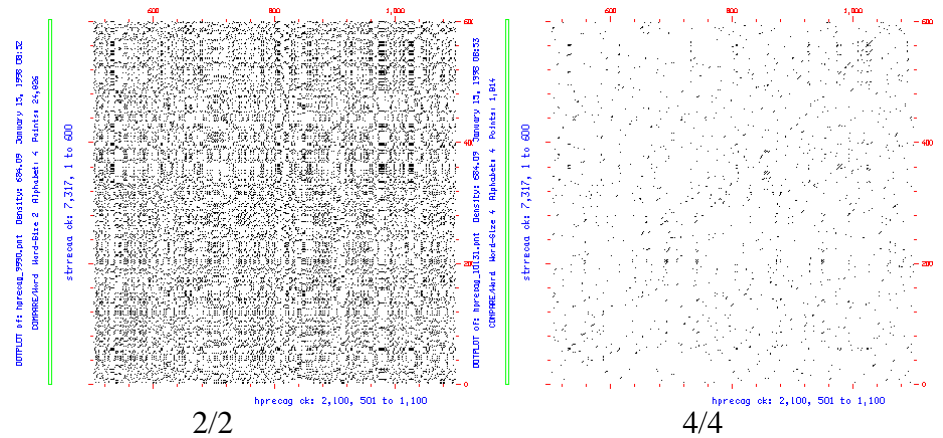 600
800
1,000
DOTPLOT of: hprecag_9990.pnt Density: 684.09 January 15, 1998 08:52
COMPARE/Word Word-Size 2 Alphabet: 4 Points: 24,826
strrecag ck: 7,317, 1 to 600
600
400
200
0
hprecag ck: 2,100, 501 to 1,100
2/2
600
800
1,000
DOTPLOT of: hprecag_10131.pnt Density: 684.09 January 15, 1998 08:53
COMPARE/Word Word-Size 4 Alphabet: 4 Points: 1,814
strrecag ck: 7,317, 1 to 600
600
400
200
0
hprecag ck: 2,100, 501 to 1,100
4/4